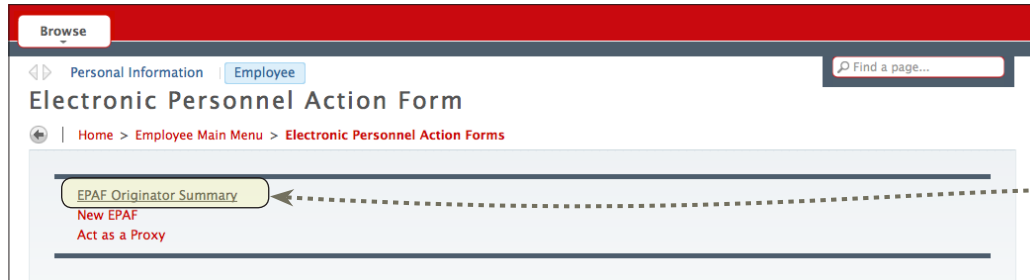 Browse
Personal Information | Employee
Find a page...
Electronic Personnel Action Form
Home > Employee Main Menu > Electronic Personnel Action Forms
EPAF Originator Summary
New EPAF
Act as a Proxy